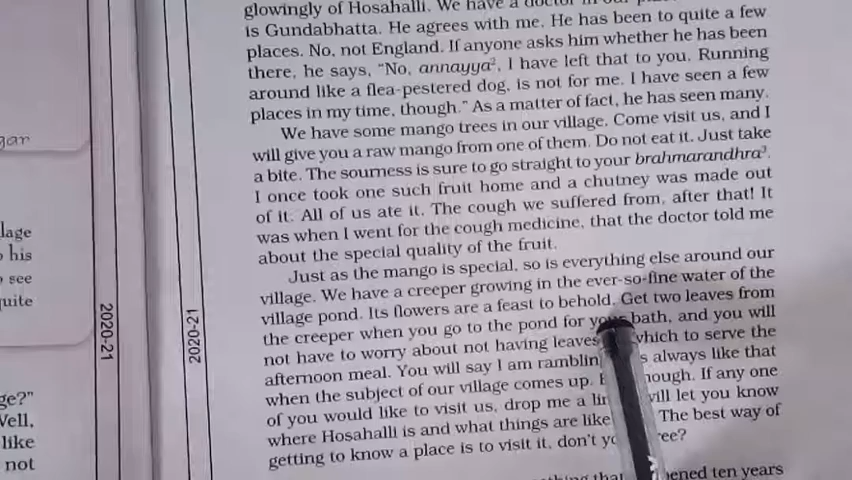 glowingly of Hosahalli. We have a doctor in our
is Gundabhatta. He agrees with me. He has been to quite a few
places. No, not England. If anyone asks him whether he has been
there, he says, "No, annayya², I have left that to you. Running
around like a flea-pestered dog, is not for me. I have seen a few
places in my time, though." As a matter of fact, he has seen many.
We have some mango trees in our village. Come visit us, and I
will give you a raw mango from one of them. Do not eat it. Just take
a bite. The sourness is sure to go straight to your brahmarandhra³.
I once took one such fruit home and a chutney was made out
of it. All of us ate it. The cough we suffered from, after that! It
was when I went for the cough medicine, that the doctor told me
about the special quality of the fruit.
Just as the mango is special, so is everything else around our
village. We have a creeper growing in the ever-so-fine water of the
village pond. Its flowers are a feast to behold. Get two leaves from
the creeper when you go to the pond for your bath, and you will
not have to worry about not having leaves which to serve the
afternoon meal. You will say I am ramblin s always like that
when the subject of our village comes up. nough. If any one
of you would like to visit us, drop me a lin will let you know
where Hosahalli is and what things are like The best way of
getting to know a place is to visit it, don't yo ree?
thing tha ened ten years
gar
lage
his
see
quite
ge?"
Well,
like
not
2020-21
2020-21